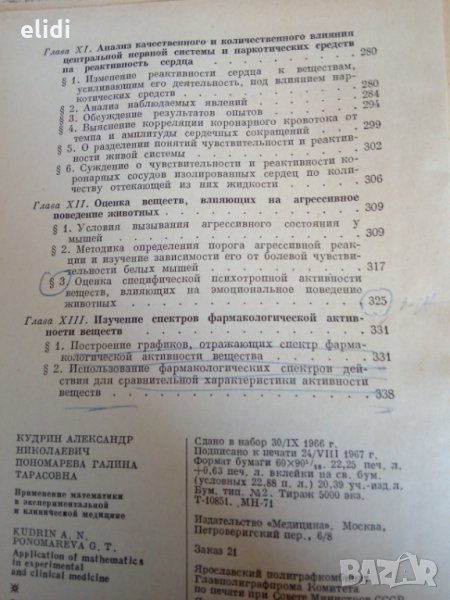 elidi
Глава XI. Анализ качественного и количественного влияния
центральной нервной системы и наркотических средств
на реактивность сердца . . . . . . . . 280
§ 1. Изменение реактивности сердца к веществам,
усиливающим его деятельность, под влиянием нар-
котических средств . . . . . . . . 280
§ 2. Анализ наблюдаемых явлений . . . . . 284
§ 3. Обсуждение результатов опытов . . . . 294
§ 4. Выяснение корреляции коронарного кровотока от
темпа и амплитуды сердечных сокращений . . 299
§ 5. О разделении понятий чувствительности и реактив-
ности живой системы . . . . . . . 302
§ 6. Суждение о чувствительности и реактивности ко-
ронарных сосудов изолированных сердец по коли-
честву оттекающей из них жидкости . . . . 306
Глава XII. Оценка веществ, влияющих на агрессивное
поведение животных . . . . . . . . 309
§ 1. Условия вызывания агрессивного состояния у
мышей . . . . . . . . . . 309
§ 2. Методика определения порога агрессивной реак-
ции и изучение зависимости его от болевой чувстви-
тельности белых мышей . . . . . . 317
§ 3. Оценка специфической психотропной активности
веществ, влияющих на эмоциональное поведение
животных . . . . . . . . . 325
Глава XIII. Изучение спектров фармакологической актив-
ности веществ . . . . . . . . . 331
§ 1. Построение графиков, отражающих спектр фарма-
кологической активности вещества . . . . 331
§ 2. Использование фармакологических спектров дей-
ствия для сравнительной характеристики активности
веществ . . . . . . . . . . 338
КУДРИН АЛЕКСАНДР
НИКОЛАЕВИЧ
ПОНОМАРЕВА ГАЛИНА
ТАРАСОВНА
Применение математики
в экспериментальной
и клинической медицине
KUDRIN A. N.
PONOMAREVA G. T.
Application of mathematics
in experimental
and clinical medicine
Сдано в набор 30/IX 1966 г.
Подписано к печати 24/VIII 1967 г.
Формат бумаги 60×90¹/₁₆. 22,25 печ. л.
+0,63 печ. л. вклейки на св. бум.
(условных 22.88 п. л.) 20,39 уч.-изд.л.
Бум. тип. №2. Тираж 5000 экз.
Т-10851. МН-71
Издательство «Медицина», Москва,
Петроверигский пер., 6/8
Заказ 21
Ярославский полиграфком
Главполиграфпрома Комитета
по печати при Совете Министров СССР
BAZAR